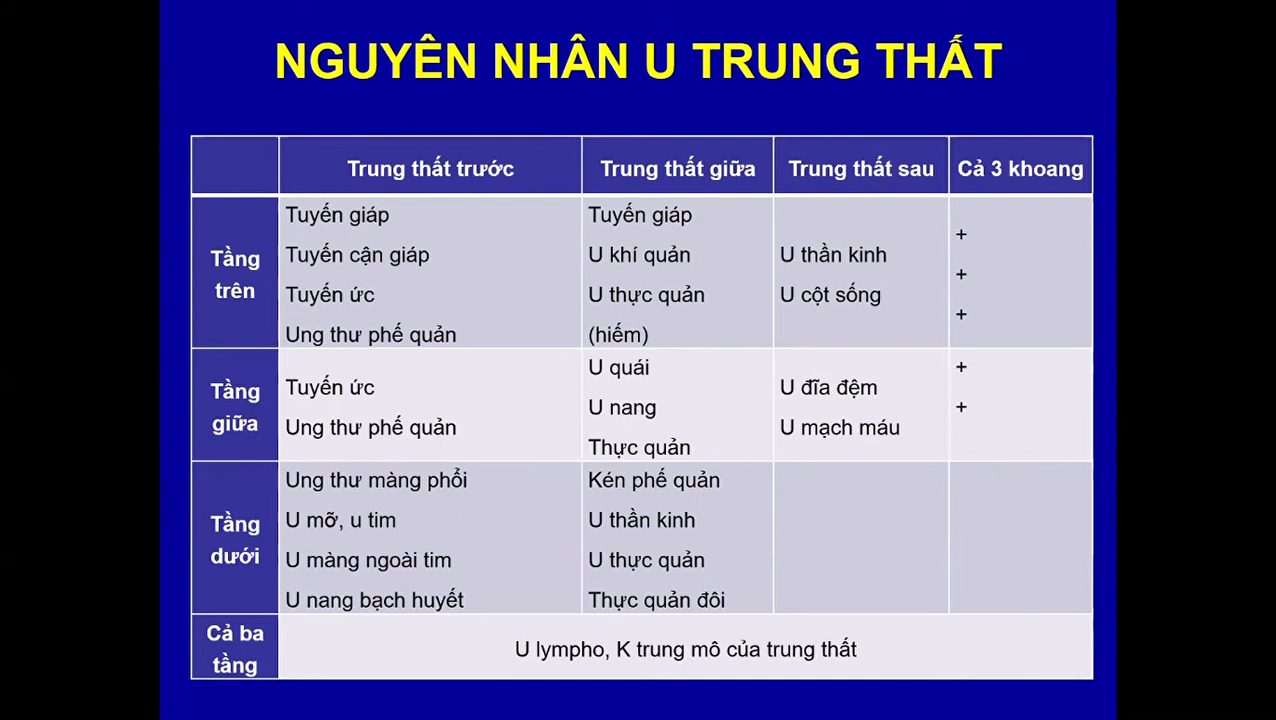 NGUYÊN NHÂN U TRUNG THẤT
Trung thất trước
Trung thất giữa
Trung thất sau
Cả 3 khoang
Tầng
trên
Tuyến giáp
Tuyến cận giáp
Tuyến ức
Ung thư phế quản
Tuyến giáp
U khí quản
U thực quản
(hiếm)
U thần kinh
U cột sống
+
+
+
Tầng
giữa
Tuyến ức
Ung thư phế quản
U quái
U nang
Thực quản
U đĩa đệm
U mạch máu
+
+
Tầng
dưới
Ung thư màng phổi
U mỡ, u tim
U màng ngoài tim
U nang bạch huyết
Kén phế quản
U thần kinh
U thực quản
Thực quản đôi
Cả ba
tầng
U lympho, K trung mô của trung thất